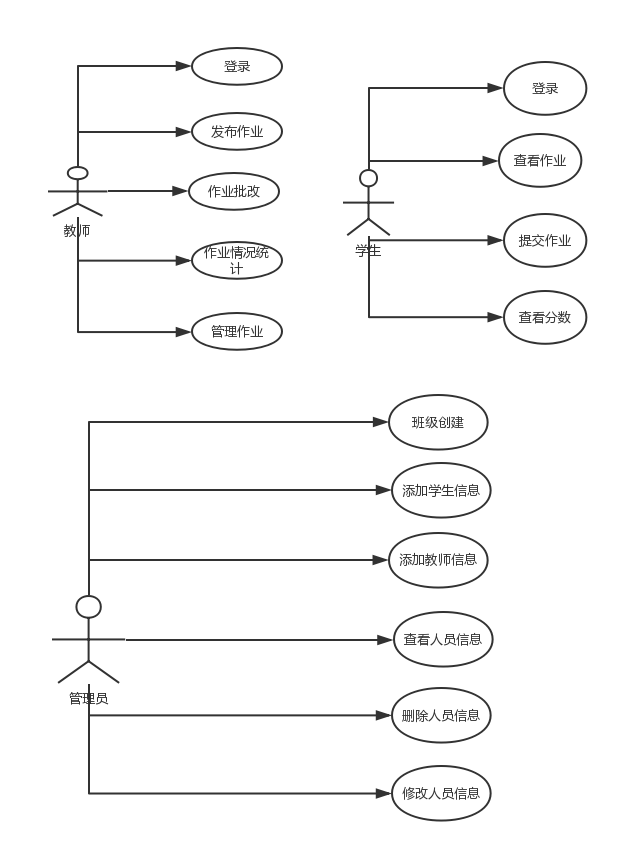 登录
发布作业
作业批改
教师
作业情况统
计
管理作业
登录
查看作业
提交作业
学生
查看分数
班级创建
添加学生信息
添加教师信息
查看人员信息
管理员
删除人员信息
修改人员信息